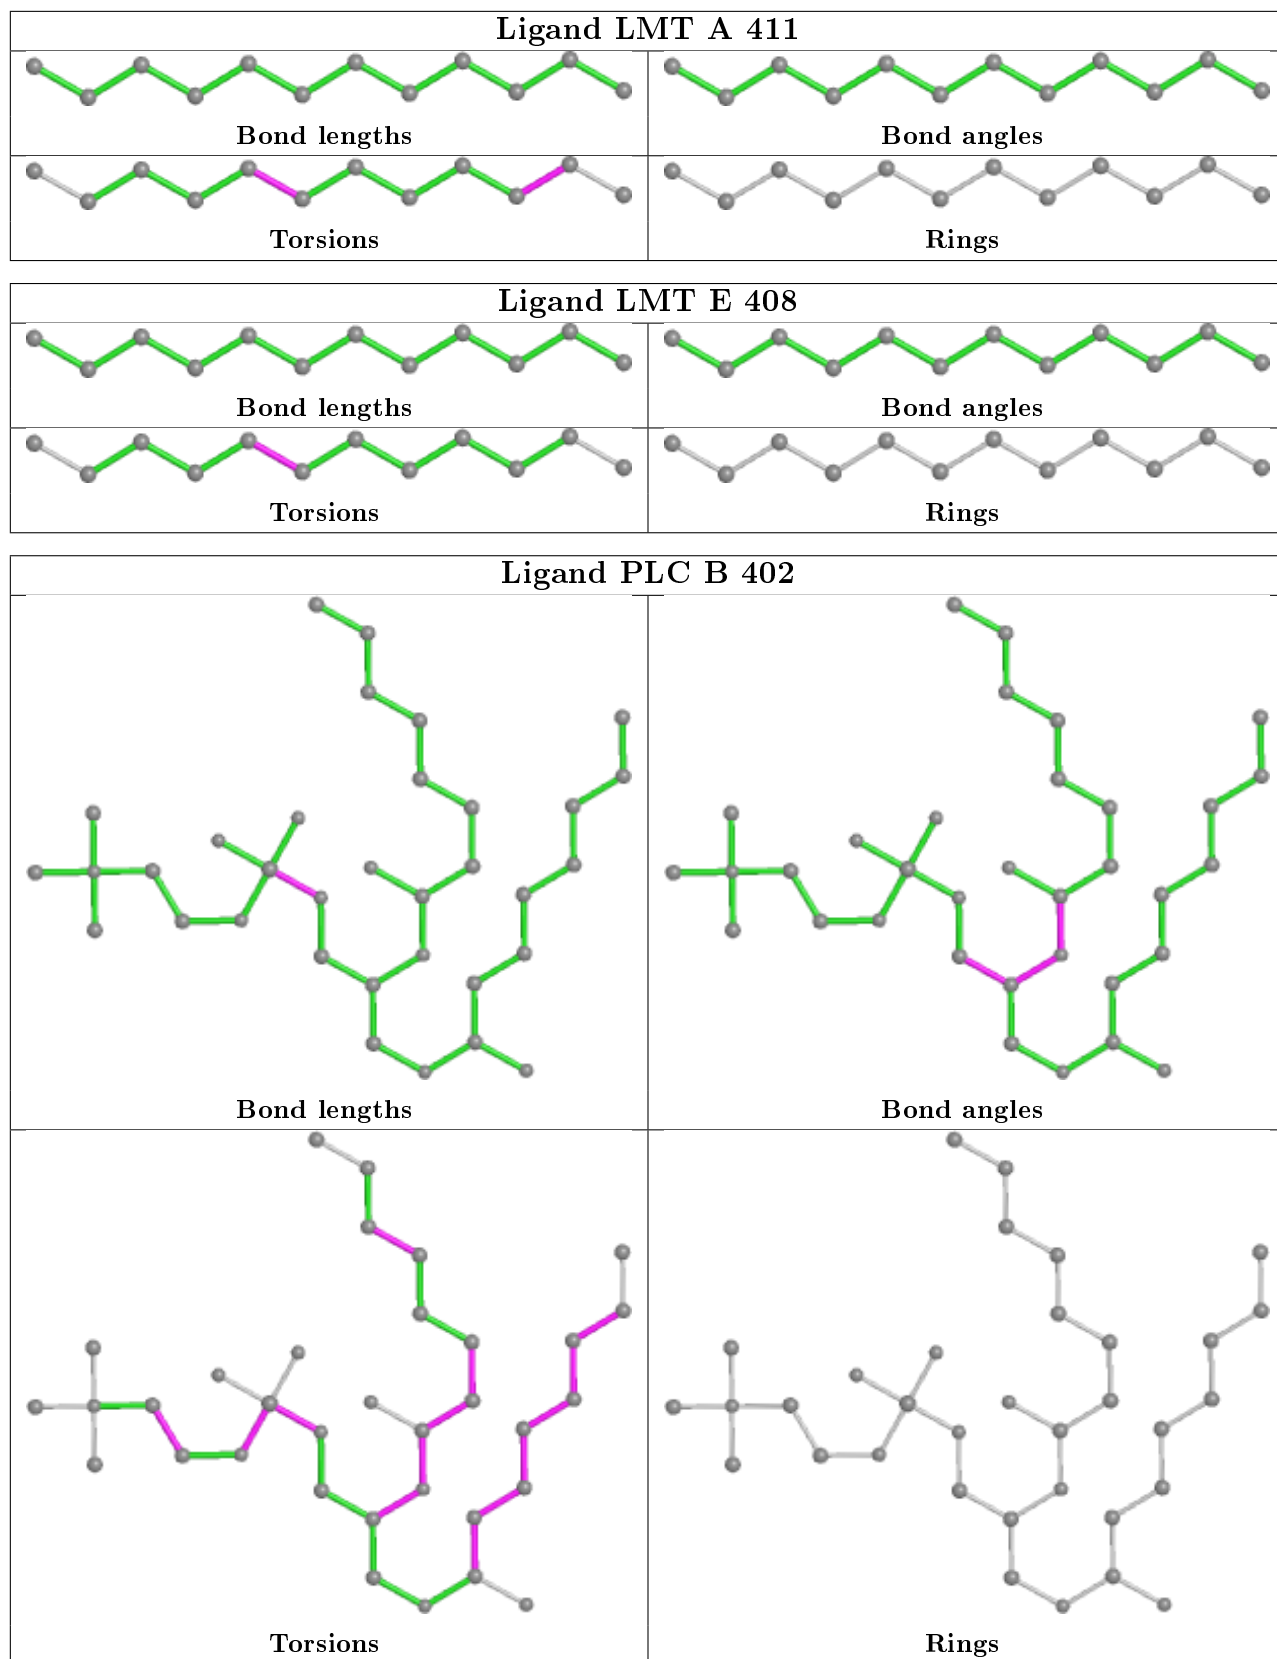 Ligand LMT A 411
Bond lengths
Bond angles
Torsions
Rings
Ligand LMT E 408
Bond lengths
Bond angles
Torsions
Rings
Ligand PLC B 402
Bond lengths
Bond angles
Torsions
Rings